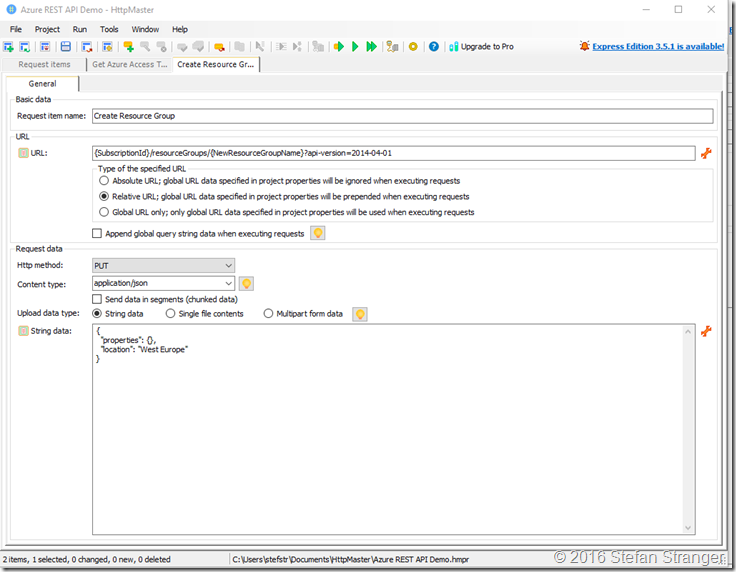 Azure REST API Demo - HttpMaster
File Project Run Tools Window Help
Upgrade to Pro
Express Edition 3.5.1 is available!
Request items Get Azure Access T... Create Resource Gr...
General
Basic data
Request item name: Create Resource Group
URL
URL: {SubscriptionId}/resourceGroups/{NewResourceGroupName}?api-version=2014-04-01
Type of the specified URL
Absolute URL; global URL data specified in project properties will be ignored when executing requests
Relative URL; global URL data specified in project properties will be prepended when executing requests
Global URL only; only global URL data specified in project properties will be used when executing requests
Append global query string data when executing requests
Request data
Http method: PUT
Content type: application/json
Send data in segments (chunked data)
Upload data type: String data Single file contents Multipart form data
String data: {
"properties": {},
"location": "West Europe"
}
2 items, 1 selected, 0 changed, 0 new, 0 deleted C:\Users\stefstr\Documents\HttpMaster\Azure REST API Demo.hmpr
© 2016 Stefan Stranger